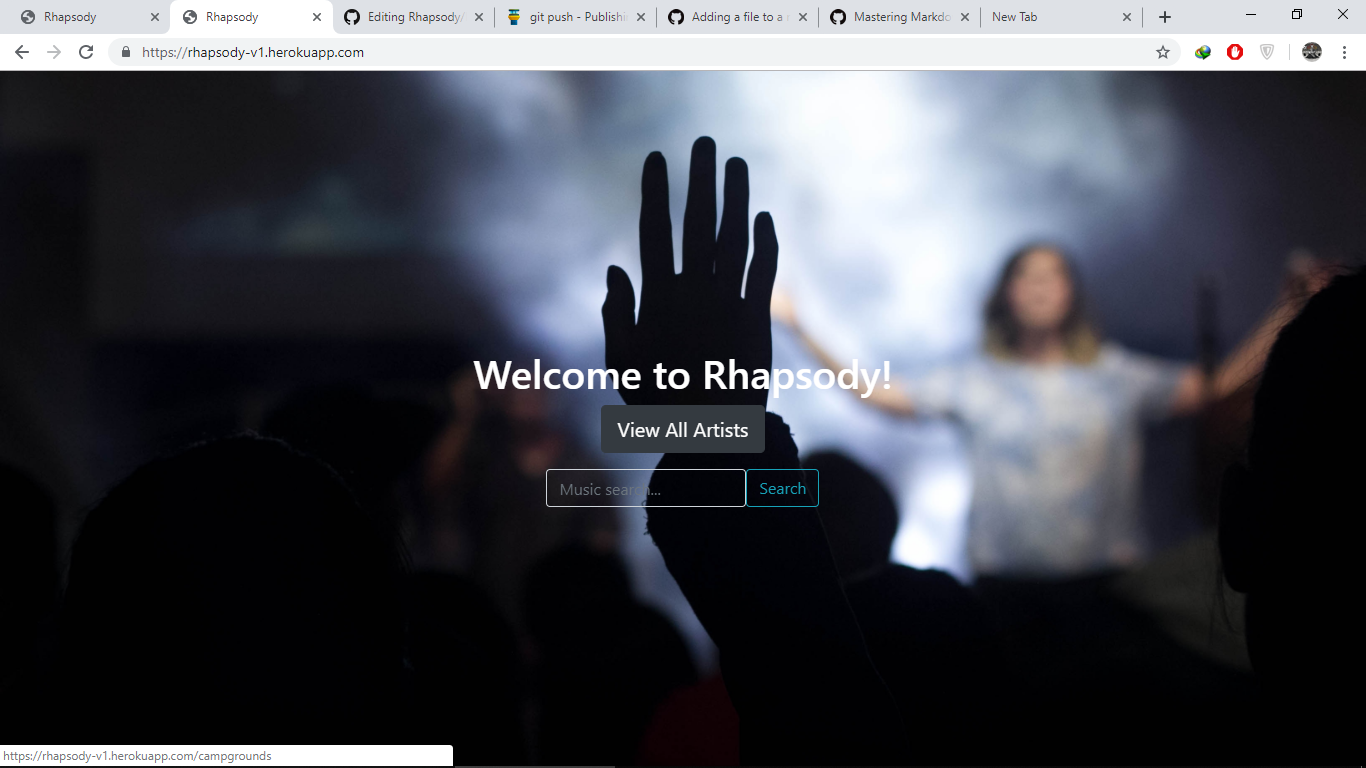 Rhapsody
Rhapsody
Editing Rhapsody/
git push - Publishi
Adding a file to a
Mastering Markdo
New Tab
https://rhapsody-v1.herokuapp.com
Welcome to Rhapsody!
View All Artists
Music search...
Search
https://rhapsody-v1.herokuapp.com/campgrounds